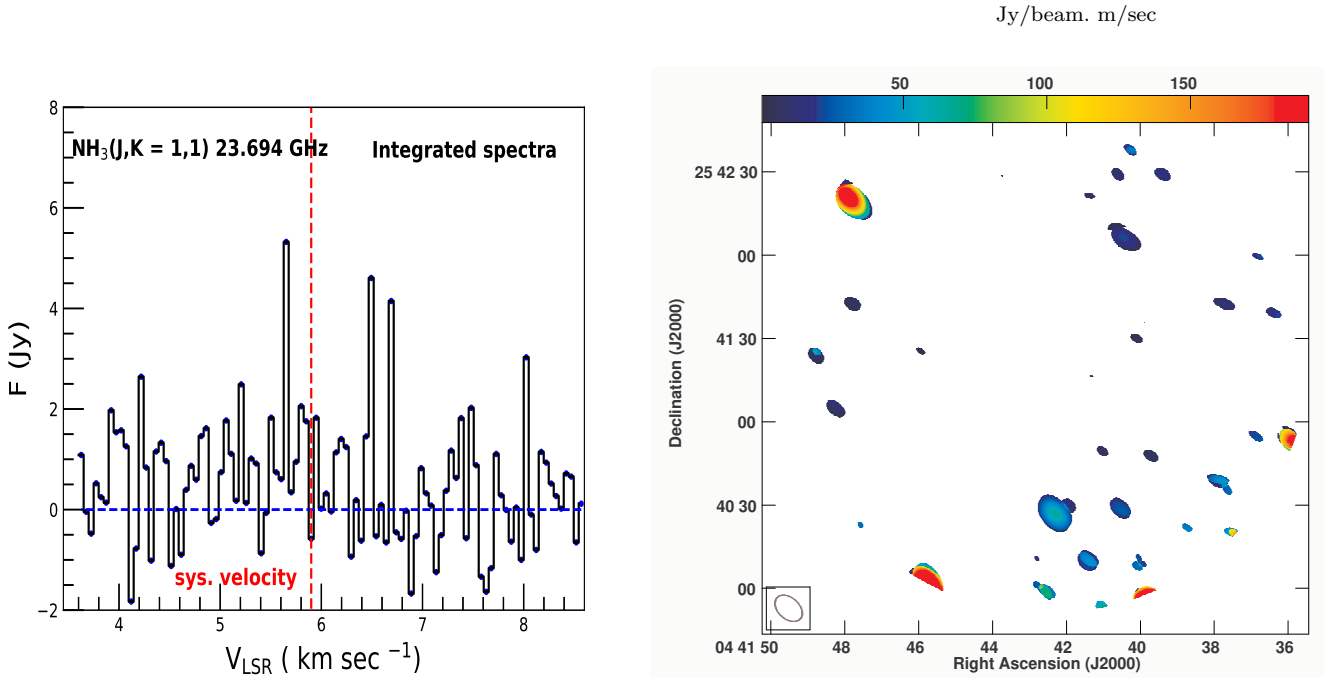 Jy/beam. m/sec
50 100 150
8
6
4
2
0
−2
NH₃(J,K = 1,1) 23.694 GHz
Integrated spectra
sys. velocity
F (Jy)
4 5 6 7 8
V_LSR ( km sec ⁻¹)
25 42 30
00
41 30
00
40 30
00
Declination (J2000)
04 41 50 48 46 44 42 40 38 36
Right Ascension (J2000)